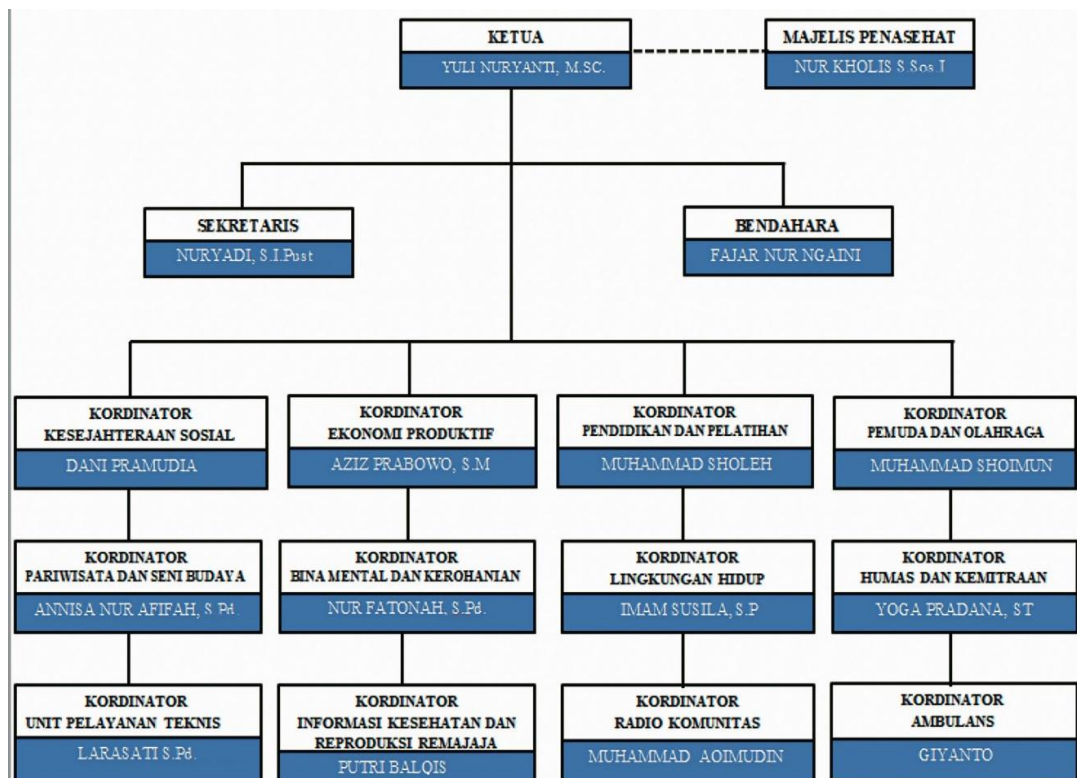 KETUA
YULI NURYANTI, M.SC.
MAJELIS PENASEHAT
NUR KHOLIS S.Sos.I
SEKRETARIS
NURYADI, S.I.Pust
BENDAHARA
FAJAR NUR NGAINI
KORDINATOR
KESEJAHTERAAN SOSIAL
DANI PRAMUDIA
KORDINATOR
EKONOMI PRODUKTIF
AZIZ PRABOWO, S.M
KORDINATOR
PENDIDIKAN DAN PELATIHAN
MUHAMMAD SHOLEH
KORDINATOR
PEMUDA DAN OLAHRAGA
MUHAMMAD SHOIMUN
KORDINATOR
PARIWISATA DAN SENI BUDAYA
ANNISA NUR AFIFAH, S.Pd.
KORDINATOR
BINA MENTAL DAN KEROHANIAN
NUR FATONAH, S.Pd.
KORDINATOR
LINGKUNGAN HIDUP
IMAM SUSILA, S.P
KORDINATOR
HUMAS DAN KEMITRAAN
YOGA PRADANA, ST
KORDINATOR
UNIT PELAYANAN TEKNIS
LARASATI S.Pd.
KORDINATOR
INFORMASI KESEHATAN DAN
REPRODUKSI REMAJAJA
PUTRI BALQIS
KORDINATOR
RADIO KOMUNITAS
MUHAMMAD AOIMUDIN
KORDINATOR
AMBULANS
GIYANTO